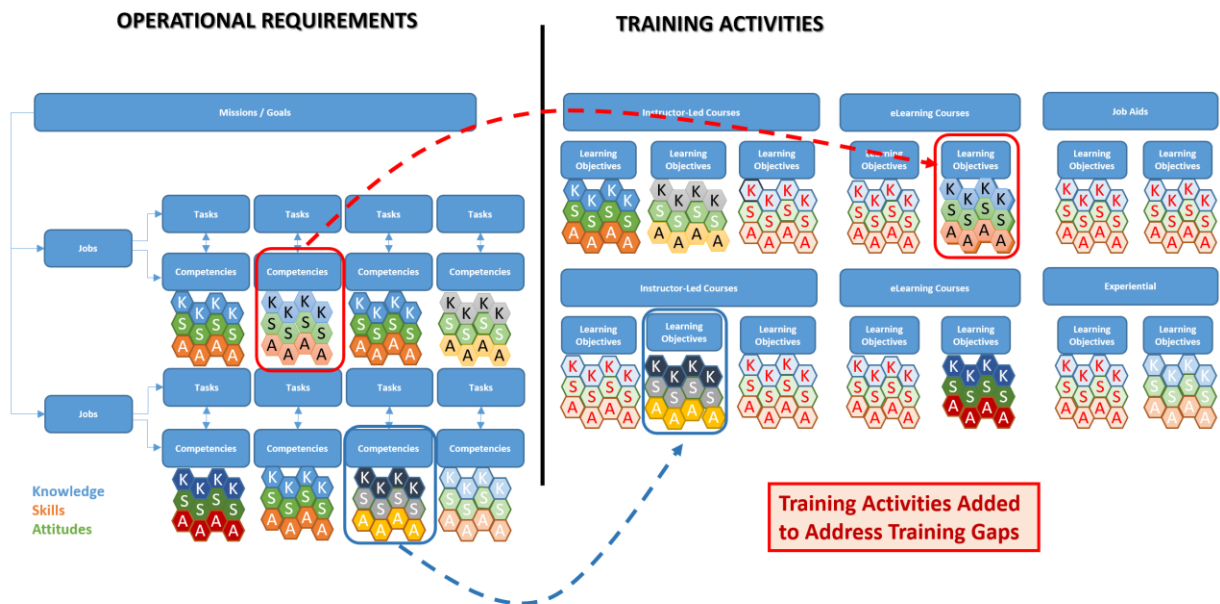 OPERATIONAL REQUIREMENTS
TRAINING ACTIVITIES
Missions / Goals
Instructor-Led Courses
eLearning Courses
Job Aids
Learning
Objectives
Learning
Objectives
Learning
Objectives
Learning
Objectives
Learning
Objectives
Learning
Objectives
Learning
Objectives
K K K K
S S S S
A A A A
K K K K
S S S S
A A A A
K K K K
S S S S
A A A A
K K K K
S S S S
A A A A
K K K K
S S S S
A A A A
K K K K
S S S S
A A A A
K K K K
S S S S
A A A A
Jobs
Tasks
Tasks
Tasks
Tasks
Competencies
Competencies
Competencies
Competencies
K K K K
S S S S
A A A A
K K K K
S S S S
A A A A
K K K K
S S S S
A A A A
K K K K
S S S S
A A A A
Instructor-Led Courses
eLearning Courses
Experiential
Learning
Objectives
Learning
Objectives
Learning
Objectives
Learning
Objectives
Learning
Objectives
Learning
Objectives
Learning
Objectives
K K K K
S S S S
A A A A
K K K K
S S S S
A A A A
K K K K
S S S S
A A A A
K K K K
S S S S
A A A A
K K K K
S S S S
A A A A
K K K K
S S S S
A A A A
K K K K
S S S S
A A A A
Jobs
Tasks
Tasks
Tasks
Tasks
Competencies
Competencies
Competencies
Competencies
K K K K
S S S S
A A A A
K K K K
S S S S
A A A A
K K K K
S S S S
A A A A
K K K K
S S S S
A A A A
Knowledge
Skills
Attitudes
Training Activities Added
to Address Training Gaps